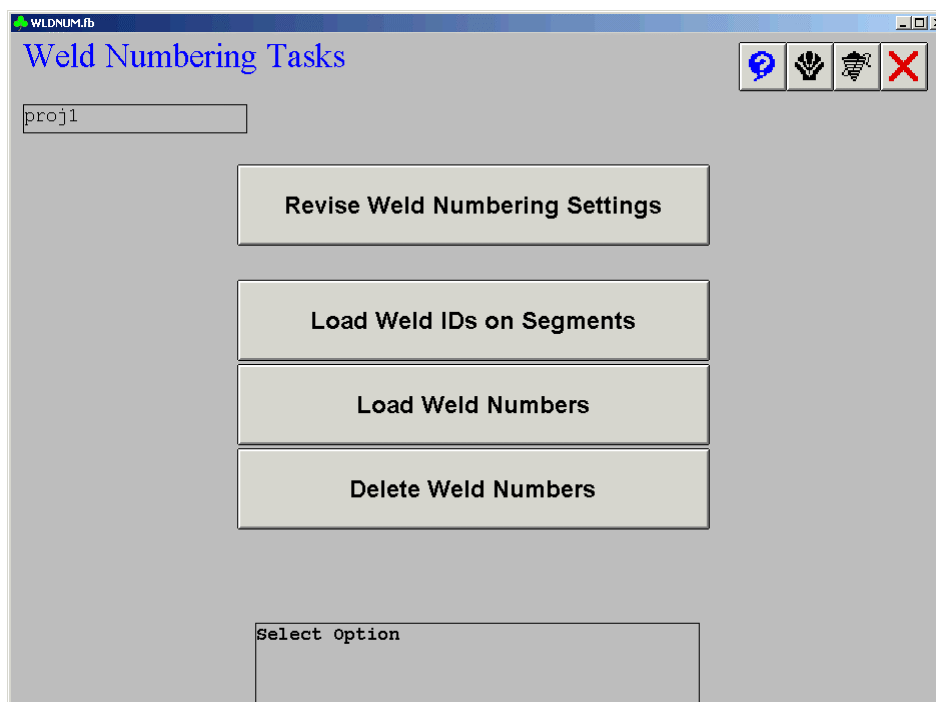 WLDNUM.fb
Weld Numbering Tasks
proj1
Revise Weld Numbering Settings
Load Weld IDs on Segments
Load Weld Numbers
Delete Weld Numbers
Select Option